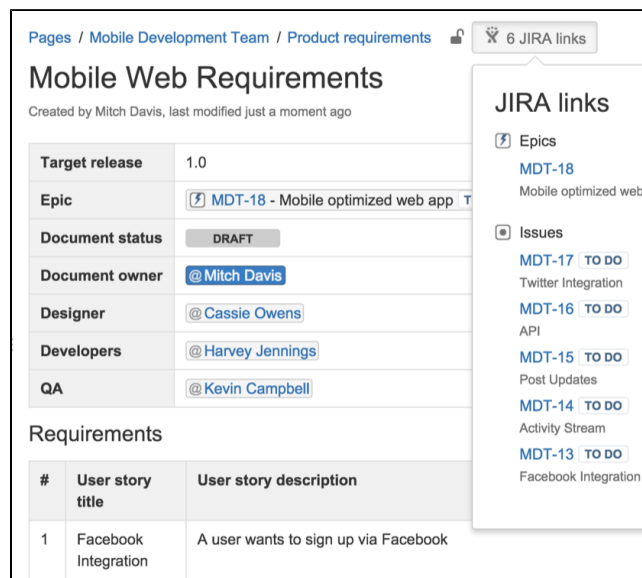 Pages / Mobile Development Team / Product requirements
6 JIRA links
Mobile Web Requirements
Created by Mitch Davis, last modified just a moment ago
Target release 1.0
Epic MDT-18 - Mobile optimized web app T
Document status DRAFT
Document owner @Mitch Davis
Designer @Cassie Owens
Developers @Harvey Jennings
QA @Kevin Campbell
Requirements
# User story title User story description
1 Facebook Integration A user wants to sign up via Facebook
JIRA links
Epics
MDT-18
Mobile optimized web
Issues
MDT-17 TO DO
Twitter Integration
MDT-16 TO DO
API
MDT-15 TO DO
Post Updates
MDT-14 TO DO
Activity Stream
MDT-13 TO DO
Facebook Integration